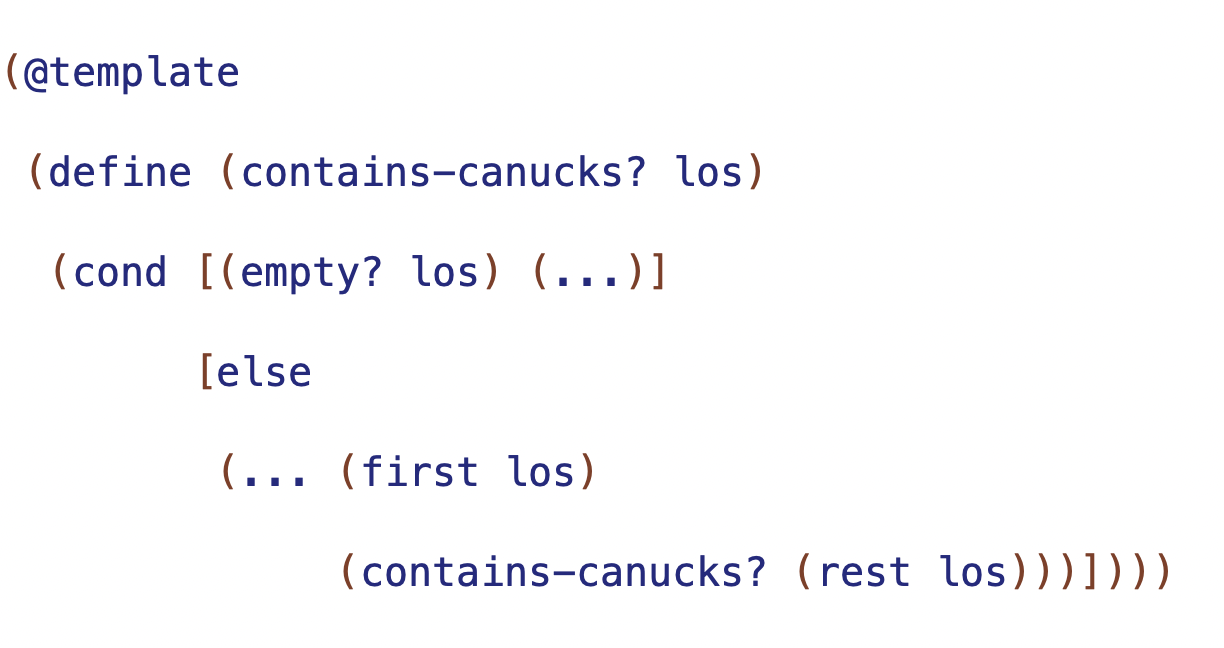 (@template
(define (contains-canucks? los)
(cond [(empty? los) (...)]
[else
(... (first los)
(contains-canucks? (rest los)))])))